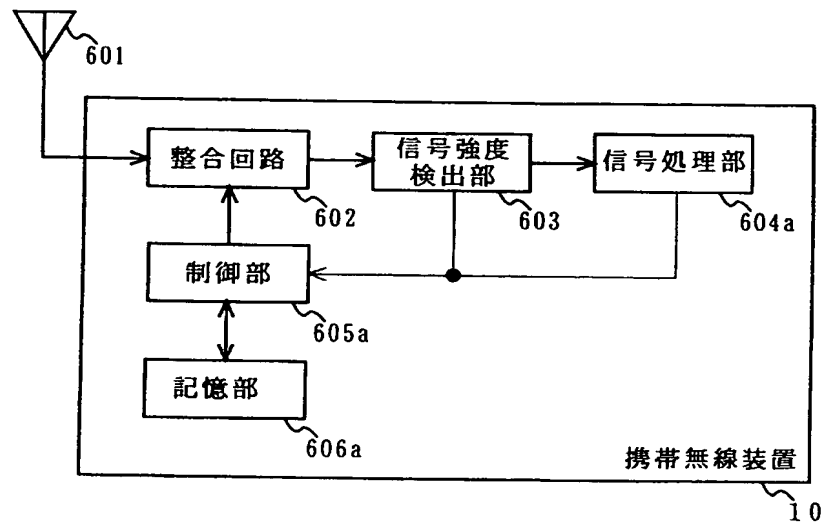 601
整合回路
602
信号強度
検出部
603
信号処理部
604a
制御部
605a
記憶部
606a
携帯無線装置
10